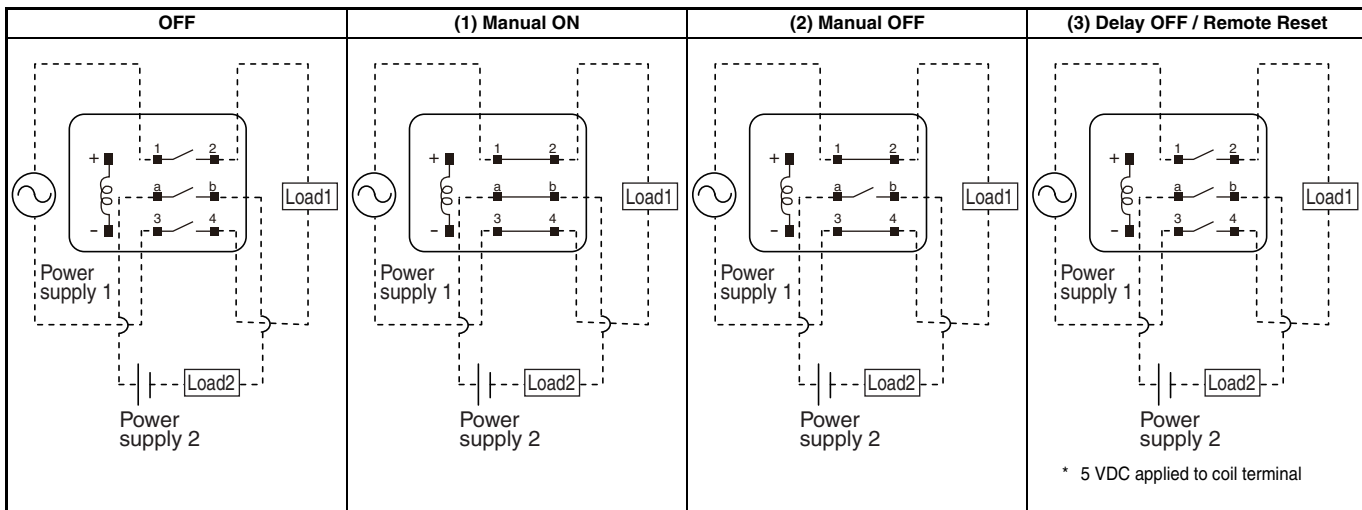 OFF
(1) Manual ON
(2) Manual OFF
(3) Delay OFF / Remote Reset
1 2
+
a b
Load1
3 4
-
Power
supply 1
Load2
Power
supply 2
1 2
+
a b
Load1
3 4
-
Power
supply 1
Load2
Power
supply 2
1 2
+
a b
Load1
3 4
-
Power
supply 1
Load2
Power
supply 2
1 2
+
a b
Load1
3 4
-
Power
supply 1
Load2
Power
supply 2
* 5 VDC applied to coil terminal